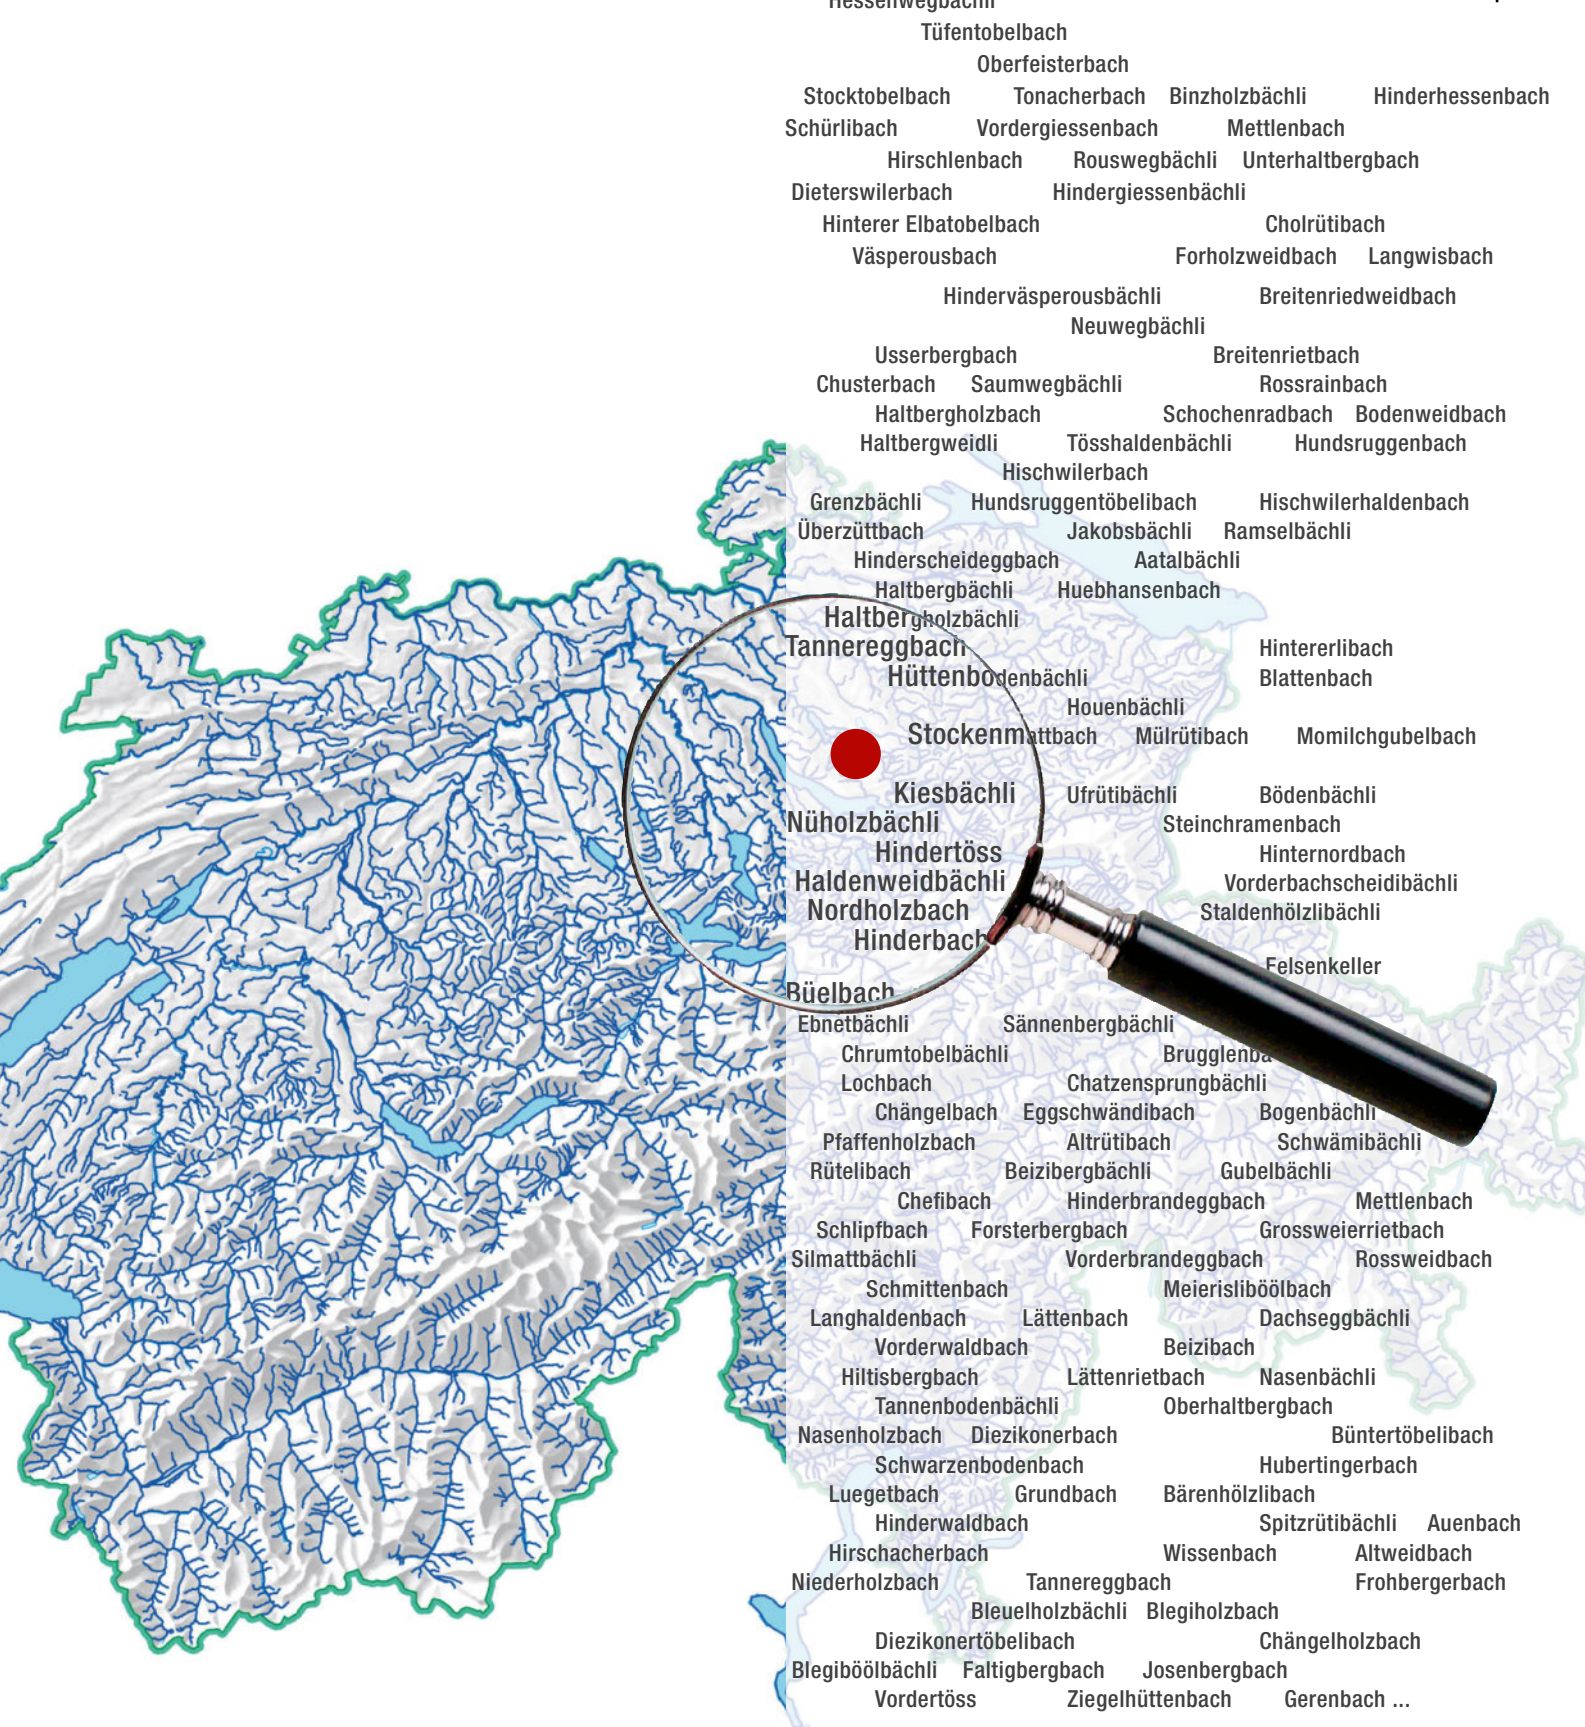 Hessenwegbächli
Tüfentobelbach
Oberfeisterbach
Stocktobelbach Tonacherbach Binzholzbächli Hinderhessenbach
Schürlibach Vordergiessenbach Mettlenbach
Hirschlenbach Rouswegbächli Unterhaltbergbach
Dieterswilerbach Hindergiessenbächli
Hinterer Elbatobelbach Cholrütibach
Väsperousbach Forholzweidbach Langwisbach
Hinderväsperousbächli Breitenriedweidbach
Neuwegbächli
Usserbergbach Breitenrietbach
Chusterbach Saumwegbächli Rossrainbach
Haltbergholzbach Schochenradbach Bodenweidbach
Haltbergweidli Tösshaldenbächli Hundsruggenbach
Hischwilerbach
Grenzbächli Hundsruggentöbelibach Hischwilerhaldenbach
Überzüttbach Jakobsbächli Ramselbächli
Hinderscheideggbach Aatalbächli
Haltbergbächli Huebhansenbach
Haltbergholzbächli
Tannereggbach Hintererlibach
Hüttenbodenbächli Blattenbach
Houenbächli
Stockenmattbach Mülrütibach Momilchgubelbach
Kiesbächli Ufrütibächli Bödenbächli
Nüholzbächli Steinchramenbach
Hindertöss Hinternordbach
Haldenweidbächli Vorderbachscheidibächli
Nordholzbach Staldenhölzlibächli
Hinderbach
Felsenkeller
Büelbach
Ebnetbächli Sännenbergbächli
Chrumtobelbächli Brugglenba
Lochbach Chatzensprungbächli
Chängelbach Eggschwändibach Bogenbächli
Pfaffenholzbach Altrütibach Schwämibächli
Rütelibach Beizibergbächli Gubelbächli
Chefibach Hinderbrandeggbach Mettlenbach
Schlipfbach Forsterbergbach Grossweierrietbach
Silmattbächli Vorderbrandeggbach Rossweidbach
Schmittenbach Meierisliböölbach
Langhaldenbach Lättenbach Dachseggbächli
Vorderwaldbach Beizibach
Hiltisbergbach Lättenrietbach Nasenbächli
Tannenbodenbächli Oberhaltbergbach
Nasenholzbach Diezikonerbach Büntertöbelibach
Schwarzenbodenbach Hubertingerbach
Luegetbach Grundbach Bärenhölzlibach
Hinderwaldbach Spitzrütibächli Auenbach
Hirschacherbach Wissenbach Altweidbach
Niederholzbach Tannereggbach Frohbergerbach
Bleuelholzbächli Blegiholzbach
Diezikonertöbelibach Chängelholzbach
Blegiböölbächli Faltigbergbach Josenbergbach
Vordertöss Ziegelhüttenbach Gerenbach ...